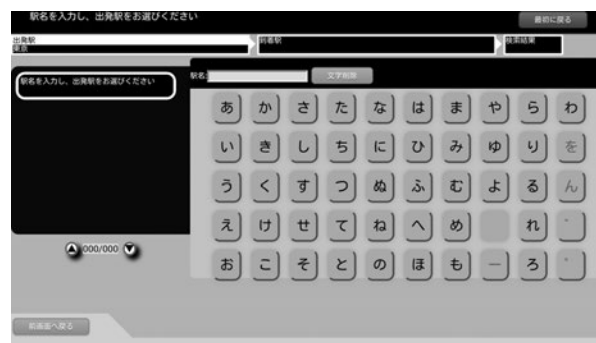 駅名を入力し、出発駅をお選びください
最初に戻る
出発駅
東京
到着駅
検索結果
駅名を入力し、出発駅をお選びください
駅名:
文字削除
あ か さ た な は ま や ら わ
い き し ち に ひ み ゆ り を
う く す つ ぬ ふ む よ る ん
え け せ て ね へ め れ ゛
お こ そ と の ほ も ー ろ ゜
000/000
前画面へ戻る